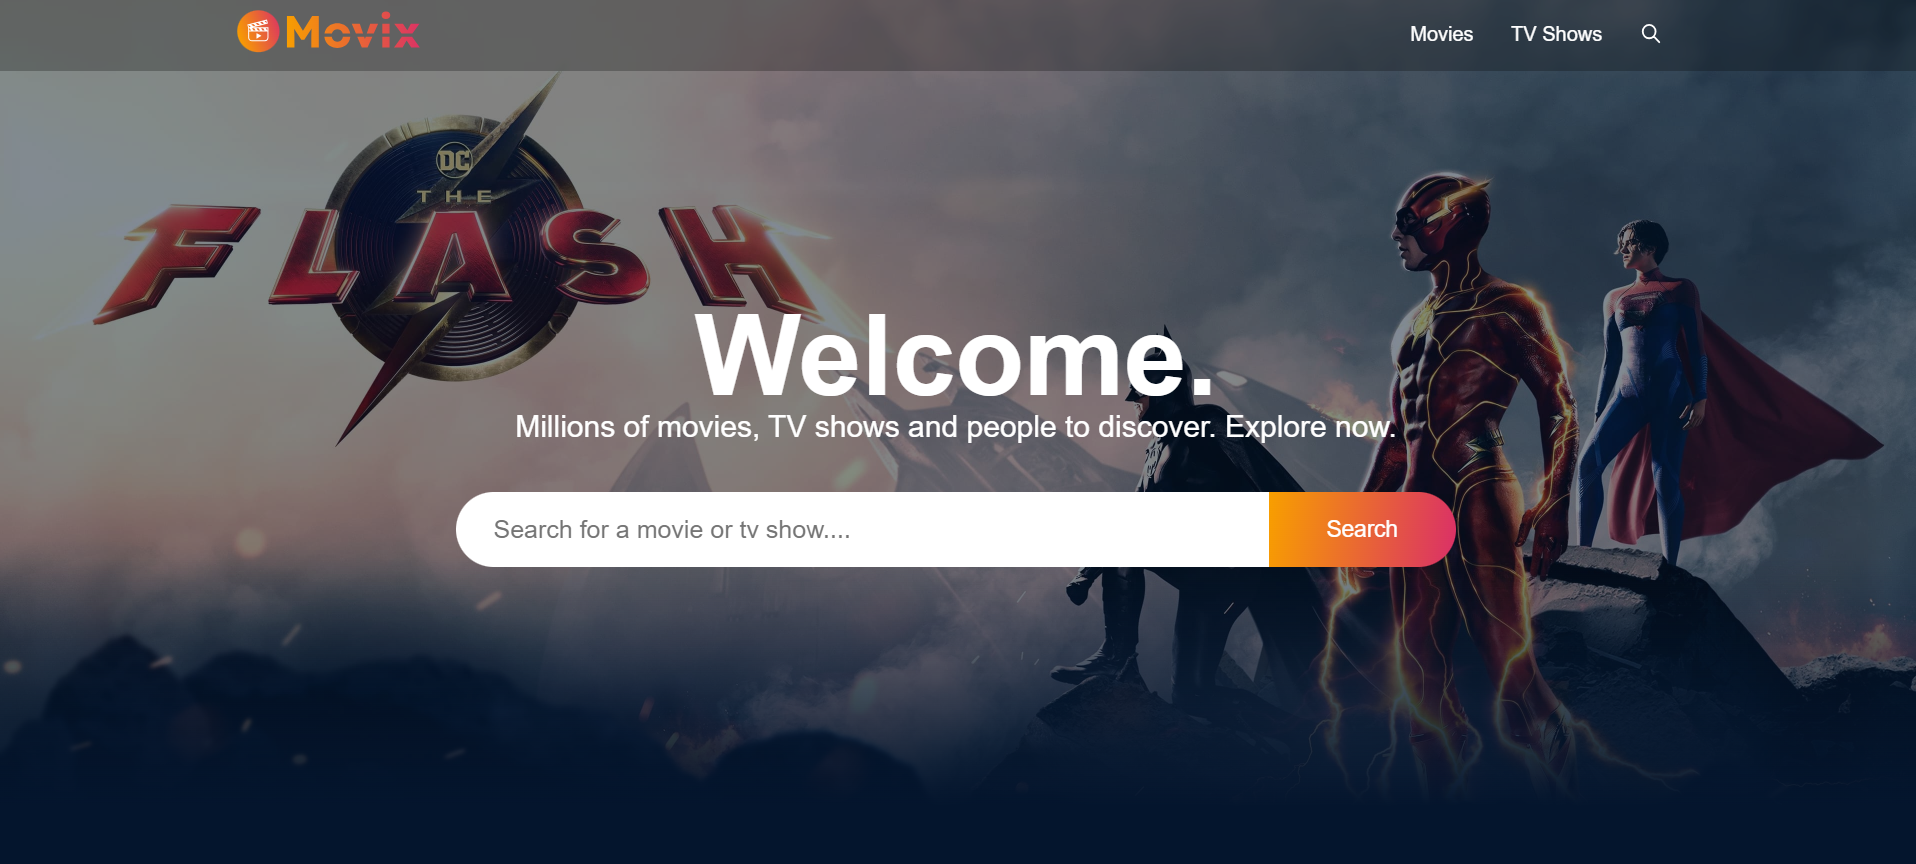 Movix
Movies
TV Shows
DC
THE
FLASH
Welcome.
Millions of movies, TV shows and people to discover. Explore now.
Search for a movie or tv show....
Search